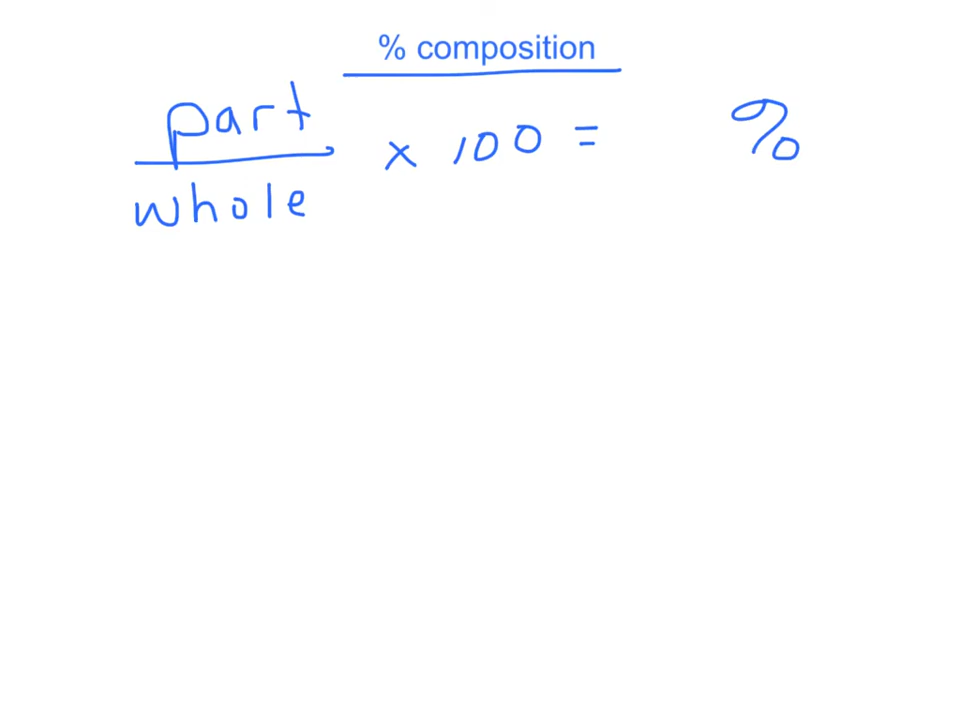 % composition
part
whole
× 100 = %